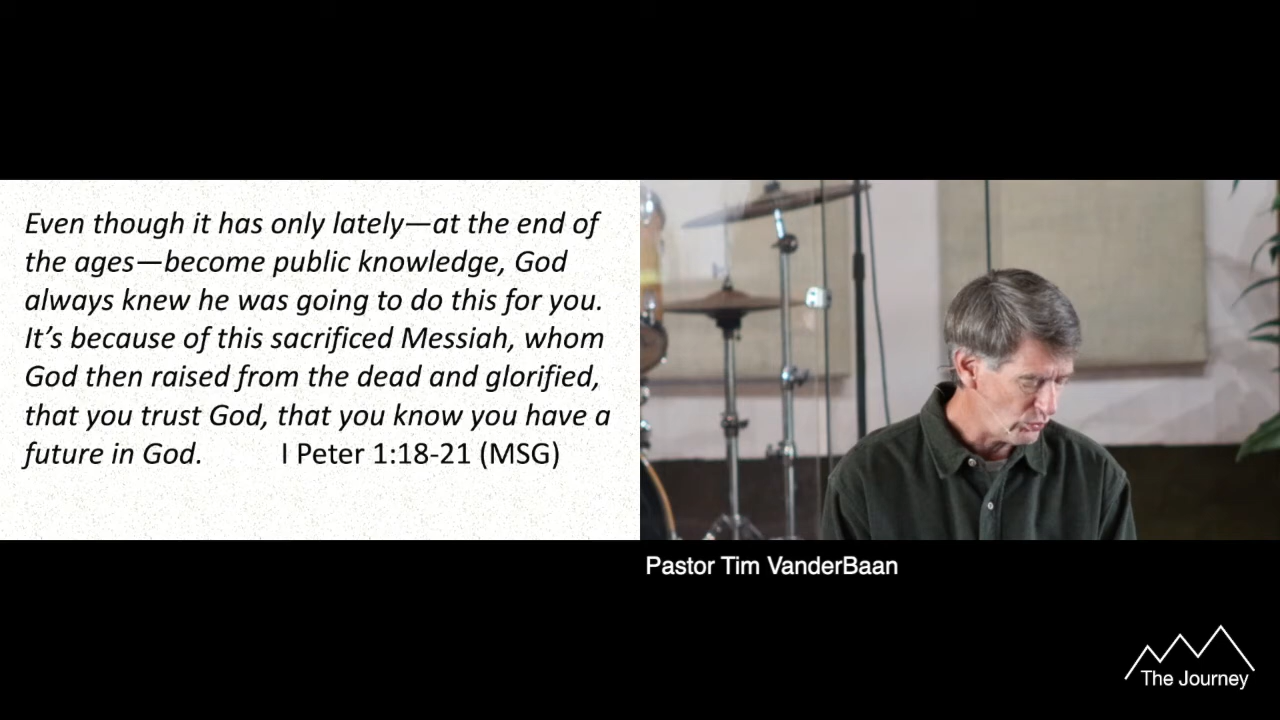 Even though it has only lately—at the end of
the ages—become public knowledge, God
always knew he was going to do this for you.
It’s because of this sacrificed Messiah, whom
God then raised from the dead and glorified,
that you trust God, that you know you have a
future in God. I Peter 1:18-21 (MSG)
Pastor Tim VanderBaan
The Journey